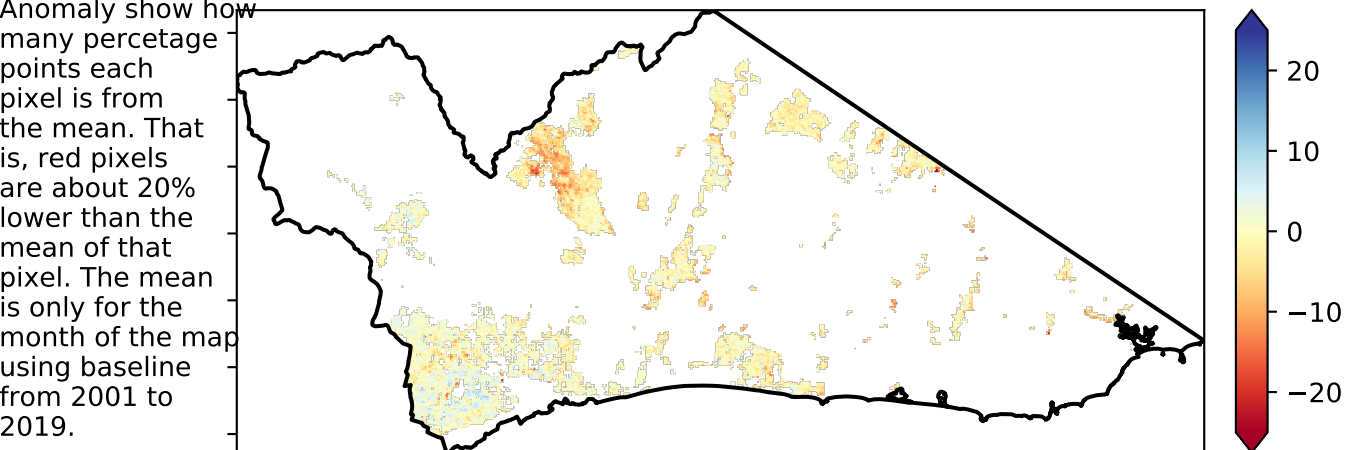 Anomaly show how
many percetage
points each
pixel is from
the mean. That
is, red pixels
are about 20%
lower than the
mean of that
pixel. The mean
is only for the
month of the map
using baseline
from 2001 to
2019.
20
10
0
−10
−20